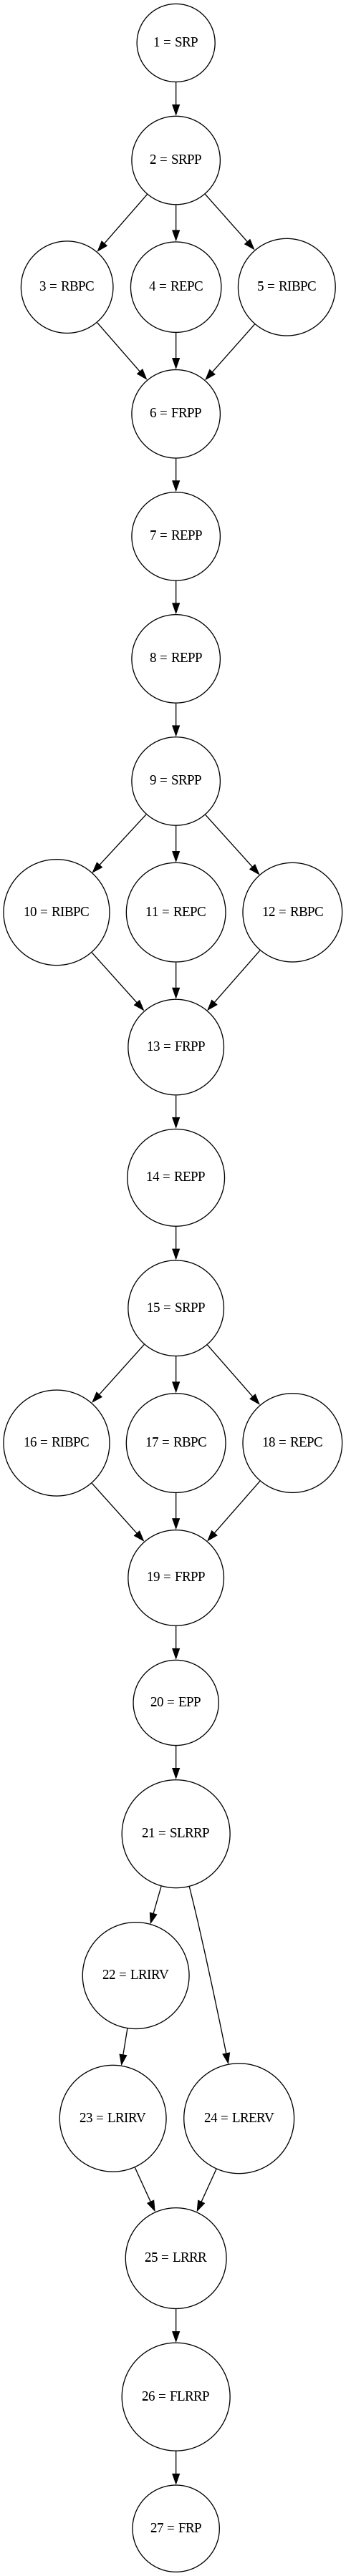 1 = SRP
2 = SRPP
3 = RBPC
4 = REPC
5 = RIBPC
6 = FRPP
7 = REPP
8 = REPP
9 = SRPP
10 = RIBPC
11 = REPC
12 = RBPC
13 = FRPP
14 = REPP
15 = SRPP
16 = RIBPC
17 = RBPC
18 = REPC
19 = FRPP
20 = EPP
21 = SLRRP
22 = LRIRV
23 = LRIRV
24 = LRERV
25 = LRRR
26 = FLRRP
27 = FRP